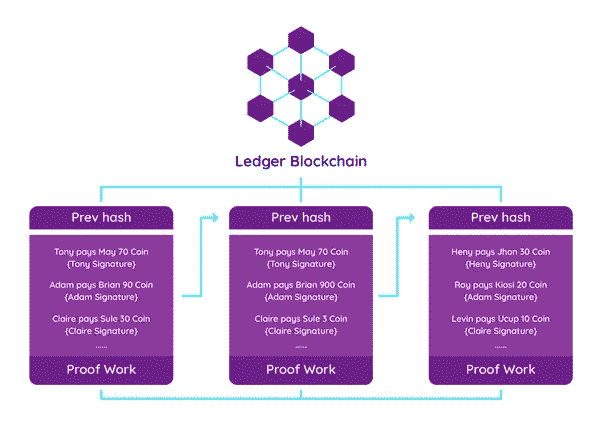 Ledger Blockchain
Prev hash
Tony pays May 70 Coin
{Tony Signature}
Adam pays Brian 90 Coin
{Adam Signature}
Claire pays Sule 30 Coin
{Claire Signature}
......
Proof Work
Prev hash
Tony pays May 70 Coin
{Tony Signature}
Adam pays Brian 900 Coin
{Adam Signature}
Claire pays Sule 3 Coin
{Claire Signature}
......
Proof Work
Prev hash
Heny pays Jhon 30 Coin
{Heny Signature}
Roy pays Kiosi 20 Coin
{Adam Signature}
Levin pays Ucup 10 Coin
{Claire Signature}
......
Proof Work